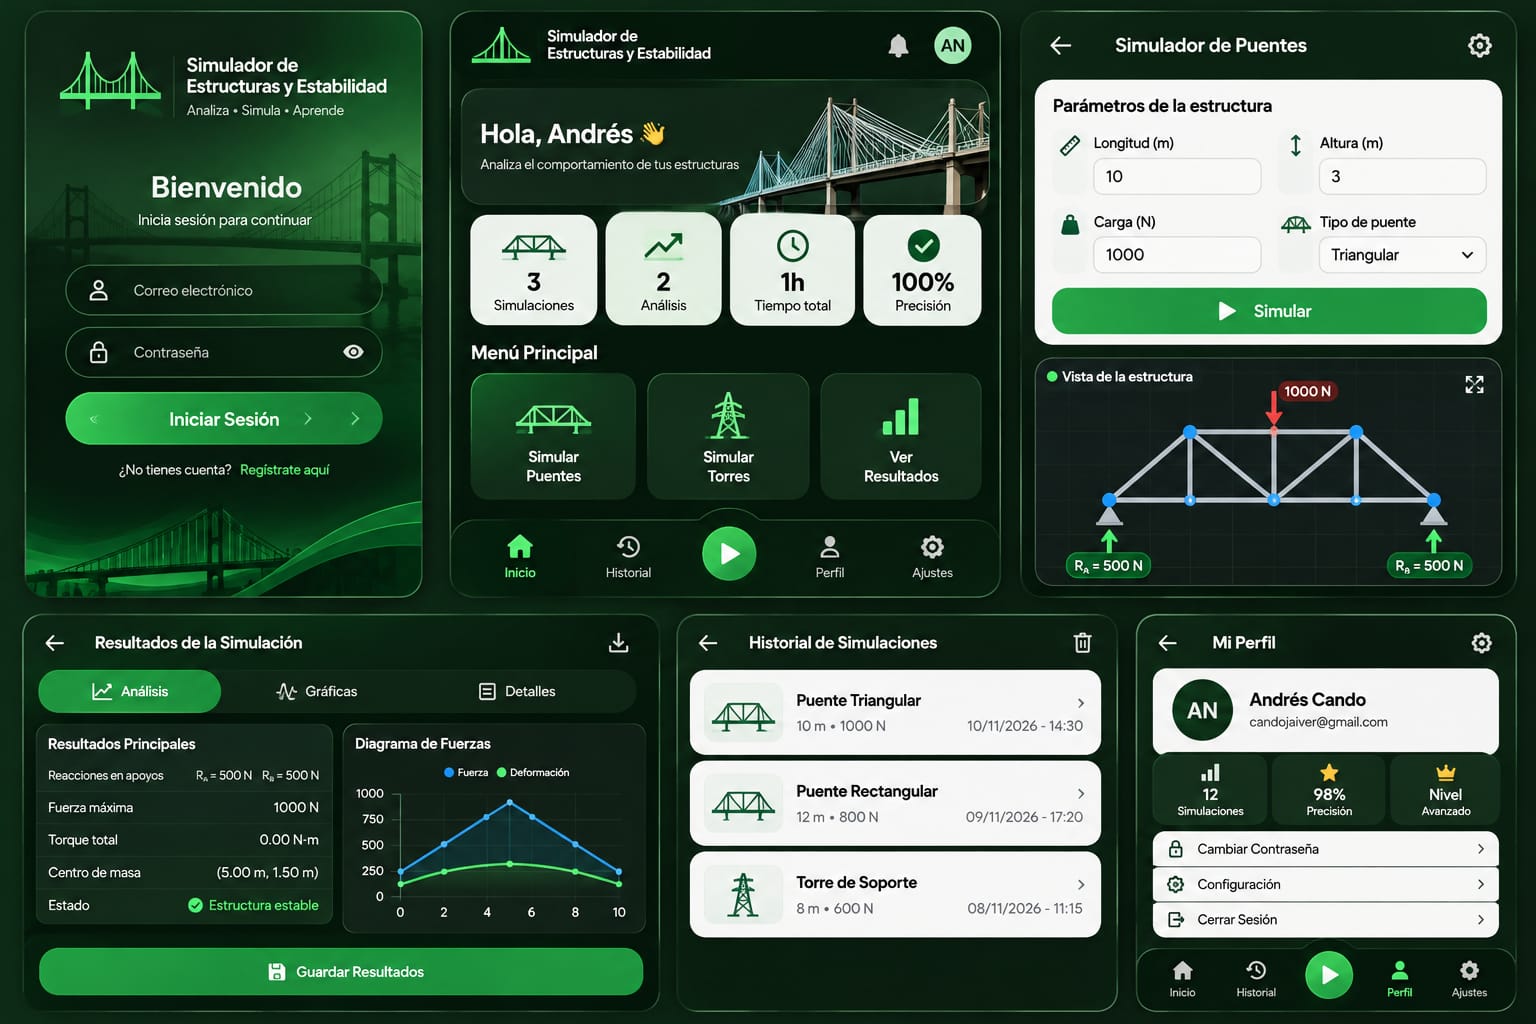 Simulador de
Estructuras y Estabilidad
Analiza • Simula • Aprende
Bienvenido
Inicia sesión para continuar
Correo electrónico
Contraseña
Iniciar Sesión
¿No tienes cuenta? Regístrate aquí
Simulador de
Estructuras y Estabilidad
AN
Hola, Andrés 👋
Analiza el comportamiento de tus estructuras
3
Simulaciones
2
Análisis
1h
Tiempo total
100%
Precisión
Menú Principal
Simular
Puentes
Simular
Torres
Ver
Resultados
Inicio
Historial
Perfil
Ajustes
Simulador de Puentes
Parámetros de la estructura
Longitud (m)
10
Altura (m)
3
Carga (N)
1000
Tipo de puente
Triangular
Simular
Vista de la estructura
1000 N
R_A = 500 N
R_B = 500 N
Resultados de la Simulación
Análisis
Gráficas
Detalles
Resultados Principales
Reacciones en apoyos R_A = 500 N R_B = 500 N
Fuerza máxima 1000 N
Torque total 0.00 N-m
Centro de masa (5.00 m, 1.50 m)
Estado Estructura estable
Diagrama de Fuerzas
Fuerza Deformación
1000
750
500
250
0
0 2 4 6 8 10
Guardar Resultados
Historial de Simulaciones
Puente Triangular
10 m • 1000 N 10/11/2026 - 14:30
Puente Rectangular
12 m • 800 N 09/11/2026 - 17:20
Torre de Soporte
8 m • 600 N 08/11/2026 - 11:15
Mi Perfil
AN
Andrés Cando
candojaiver@gmail.com
12
Simulaciones
98%
Precisión
Nivel
Avanzado
Cambiar Contraseña
Configuración
Cerrar Sesión
Inicio
Historial
Perfil
Ajustes